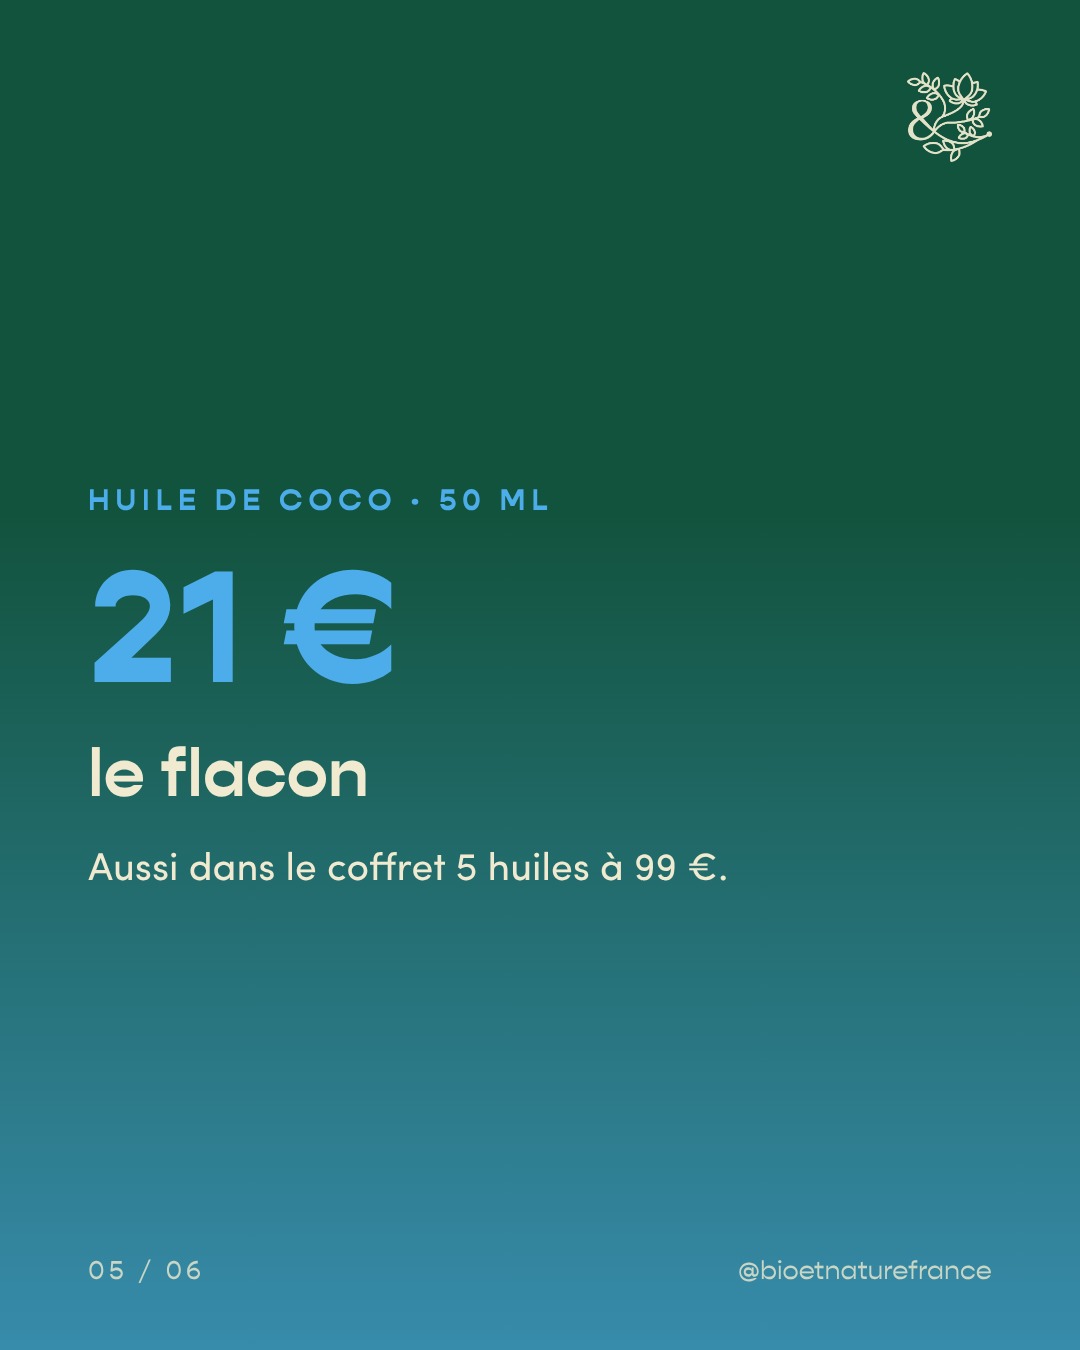 &
HUILE DE COCO · 50 ML
21 €
le flacon
Aussi dans le coffret 5 huiles à 99 €.
05 / 06
@bioetnaturefrance